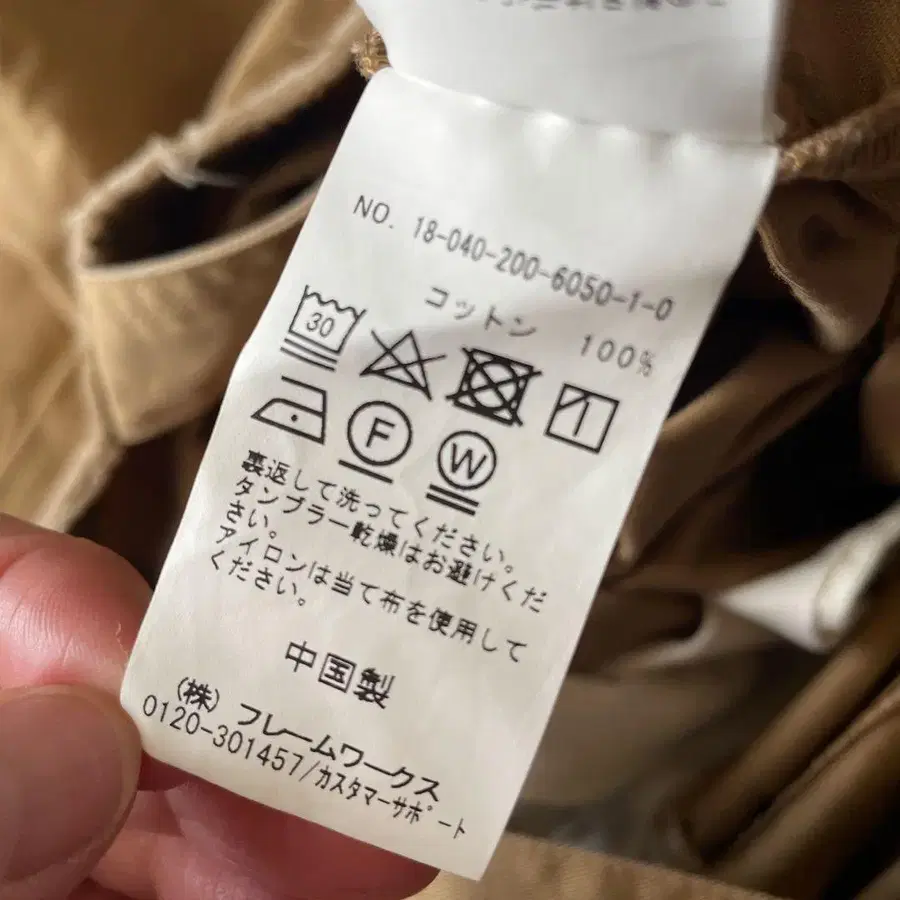 NO. 18-040-200-6050-1-0
コットン 100%
30
F W
裏返して洗ってください。
タンブラー乾燥はお避けくだ
さい。
アイロンは当て布を使用して
ください。
中国製
(株) フレームワークス
0120-301457/カスタマーサポート